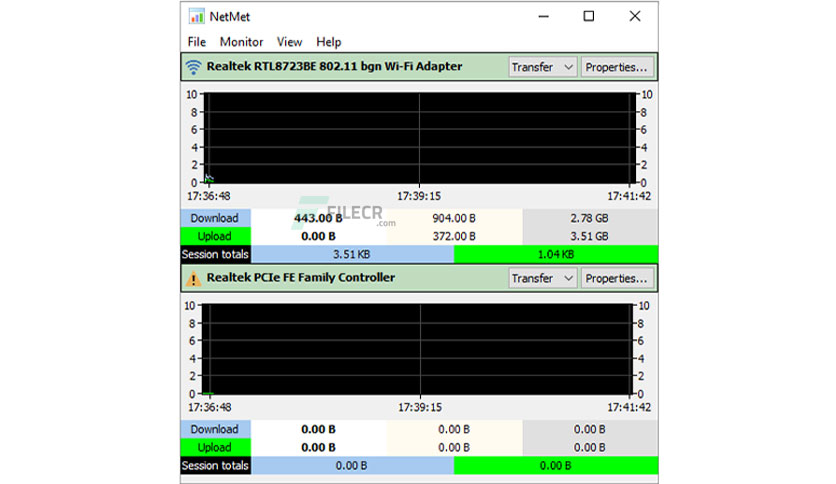 NetMet
File Monitor View Help
Realtek RTL8723BE 802.11 bgn Wi-Fi Adapter Transfer Properties...
10 10
8 8
6 6
4 4
2 2
0 0
17:36:48 17:39:15 17:41:42
FILECR
.com
Download 443.00 B 904.00 B 2.78 GB
Upload 0.00 B 372.00 B 3.51 GB
Session totals 3.51 KB 1.04 KB
Realtek PCIe FE Family Controller Transfer Properties...
10 10
8 8
6 6
4 4
2 2
0 0
17:36:48 17:39:15 17:41:42
Download 0.00 B 0.00 B 0.00 B
Upload 0.00 B 0.00 B 0.00 B
Session totals 0.00 B 0.00 B